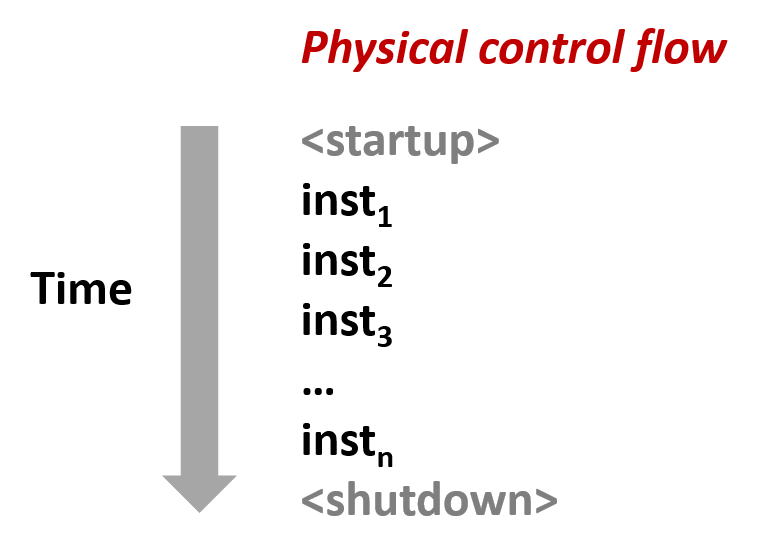 Physical control flow
<startup>
inst₁
inst₂
Time
inst₃
...
instₙ
<shutdown>